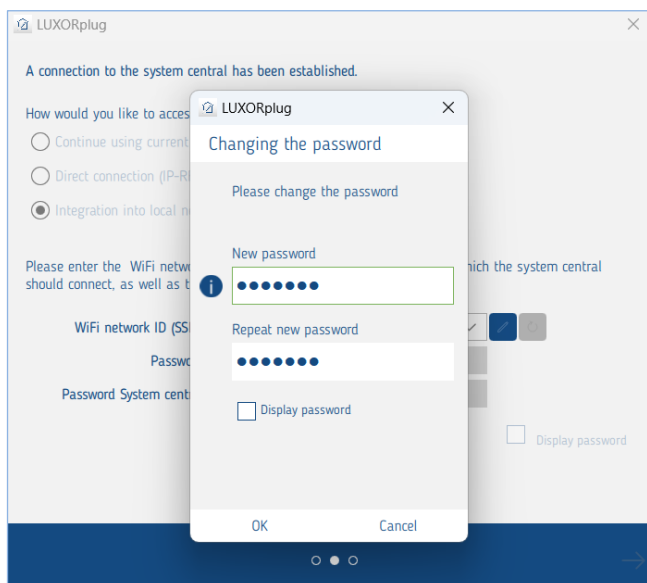 LUXORplug
A connection to the system central has been established.
How would you like to acces
Continue using current
Direct connection (IP-R
Integration into local n
Please enter the WiFi netwo
hich the system central
should connect, as well as t
WiFi network ID (SS
Passwo
Password System cent
Display password
LUXORplug
Changing the password
Please change the password
New password
●●●●●●●
Repeat new password
●●●●●●●
Display password
OK
Cancel